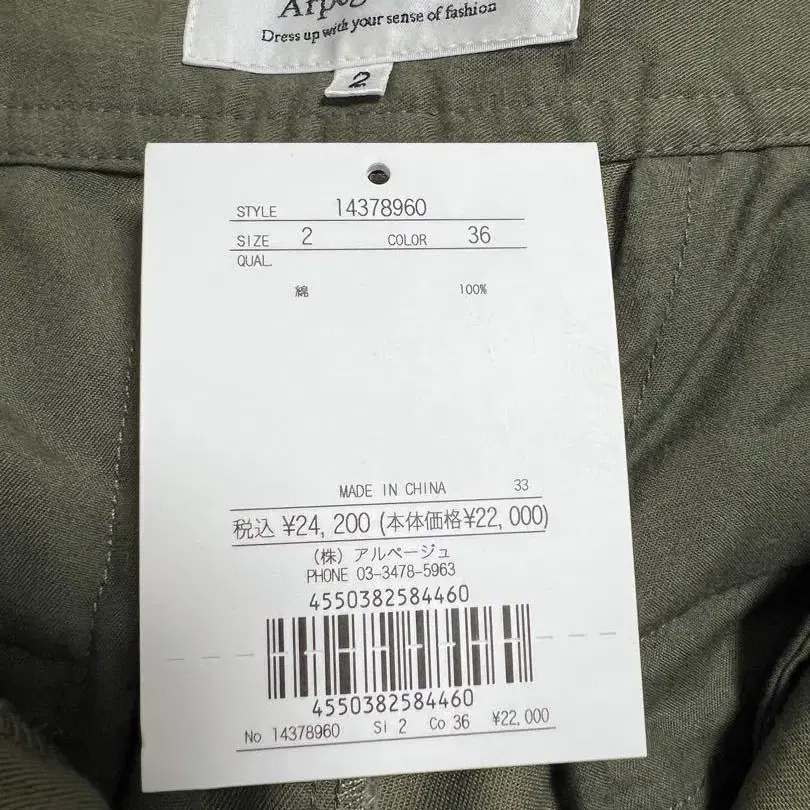 Dress up with your sense of fashion
2
STYLE 14378960
SIZE 2 COLOR 36
QUAL.
綿 100%
MADE IN CHINA 33
税込 ¥24,200 (本体価格¥22,000)
(株) アルページュ
PHONE 03-3478-5963
4550382584460
4550382584460
No 14378960 Si 2 Co 36 ¥22,000